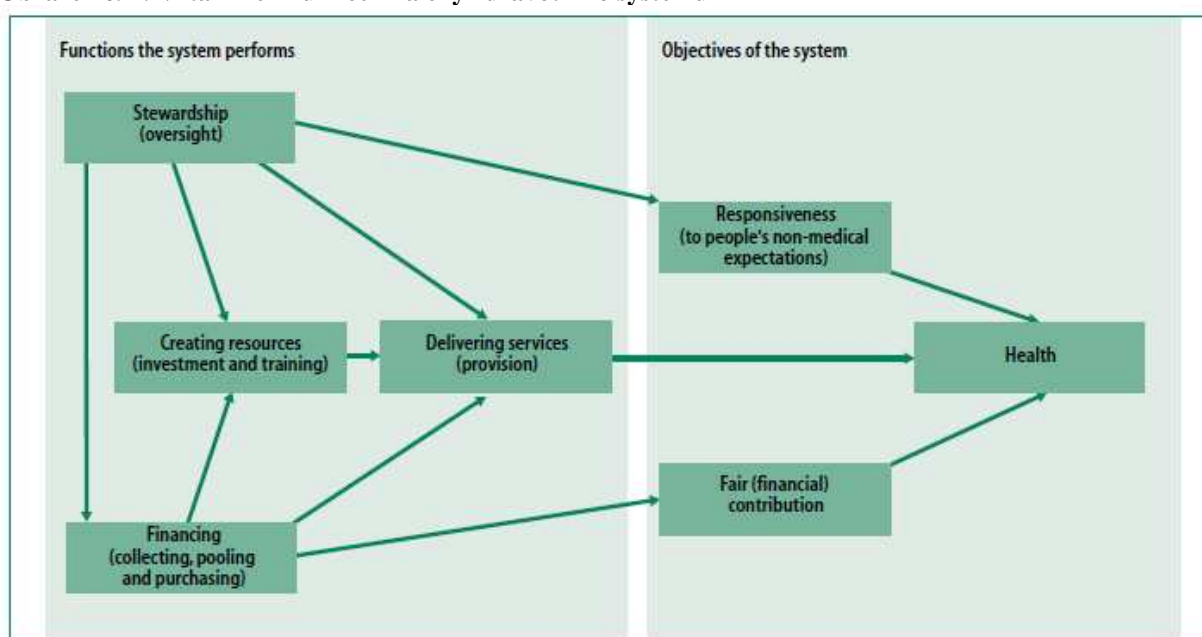 Functions the system performs
Objectives of the system
Stewardship
(oversight)
Responsiveness
(to people's non-medical
expectations)
Creating resources
(investment and training)
Delivering services
(provision)
Health
Fair (financial)
contribution
Financing
(collecting, pooling
and purchasing)